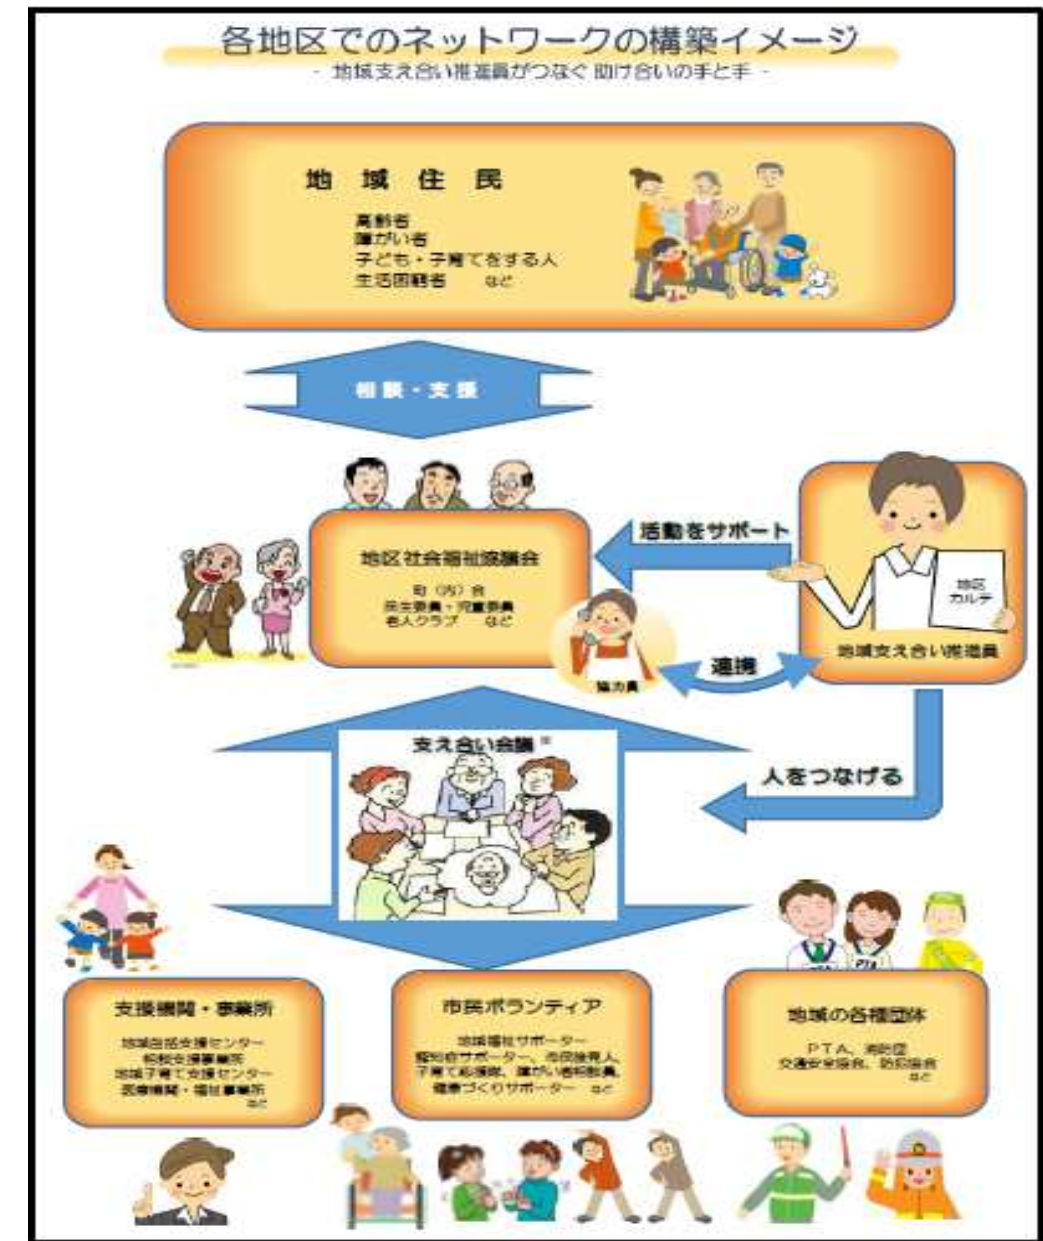 各地区でのネットワークの構築イメージ
- 地域支え合い推進員がつなぐ 助け合いの手と手 -
地域住民
高齢者
障がい者
子ども・子育てをする人
生活困窮者 など
相談・支援
活動をサポート
地区社会福祉協議会
町（内）会
民生委員・児童委員
老人クラブ など
地区
カルテ
地域支え合い推進員
連携
協力員
支え合い会議※
人をつなげる
支援機関・事業所
地域包括支援センター
相談支援事業所
地域子育て支援センター
医療機関・福祉事業所
など
市民ボランティア
地域福祉サポーター
認知症サポーター、市民後見人、
子育て応援隊、障がい者相談員、
健康づくりサポーター など
PTA
地域の各種団体
PTA、消防団
交通安全協会、防犯協会
など